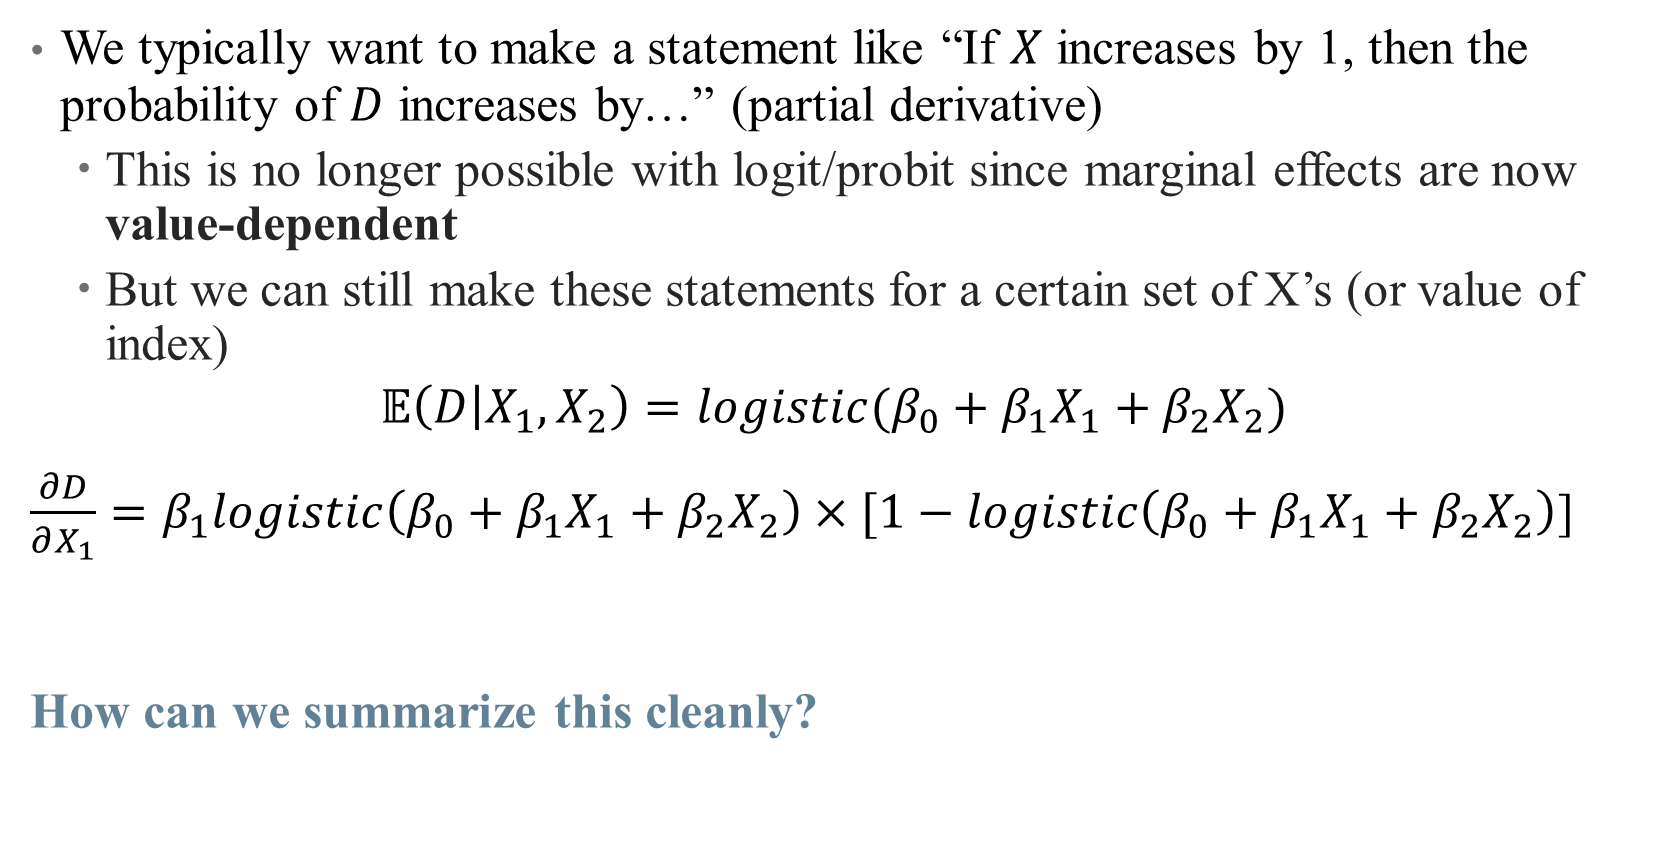 • We typically want to make a statement like “If X increases by 1, then the
probability of D increases by…” (partial derivative)
• This is no longer possible with logit/probit since marginal effects are now
value-dependent
• But we can still make these statements for a certain set of X’s (or value of
index)
𝔼(D|X₁, X₂) = logistic(β₀ + β₁X₁ + β₂X₂)
∂D/∂X₁ = β₁logistic(β₀ + β₁X₁ + β₂X₂) × [1 − logistic(β₀ + β₁X₁ + β₂X₂)]
How can we summarize this cleanly?